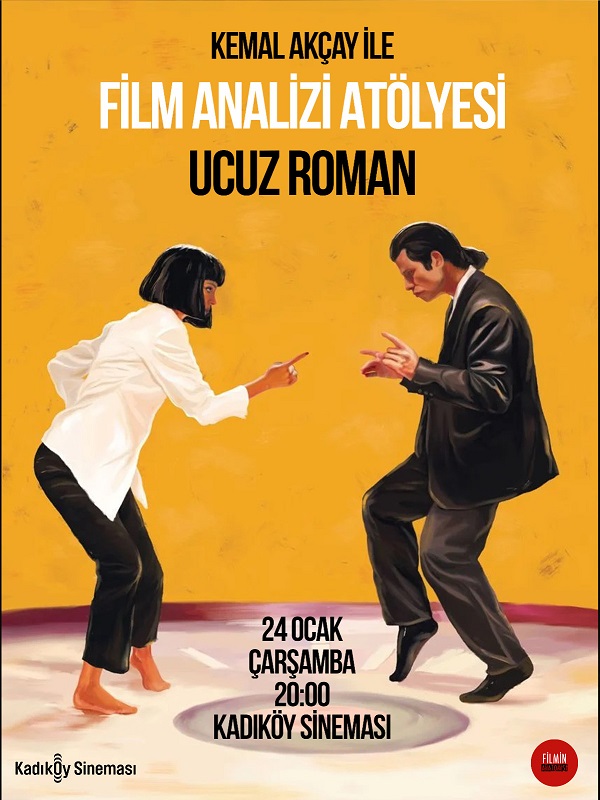 KEMAL AKÇAY İLE
FİLM ANALİZİ ATÖLYESİ
UCUZ ROMAN
24 OCAK
ÇARŞAMBA
20:00
KADIKÖY SİNEMASI
Kadıköy Sineması
FİLMİN